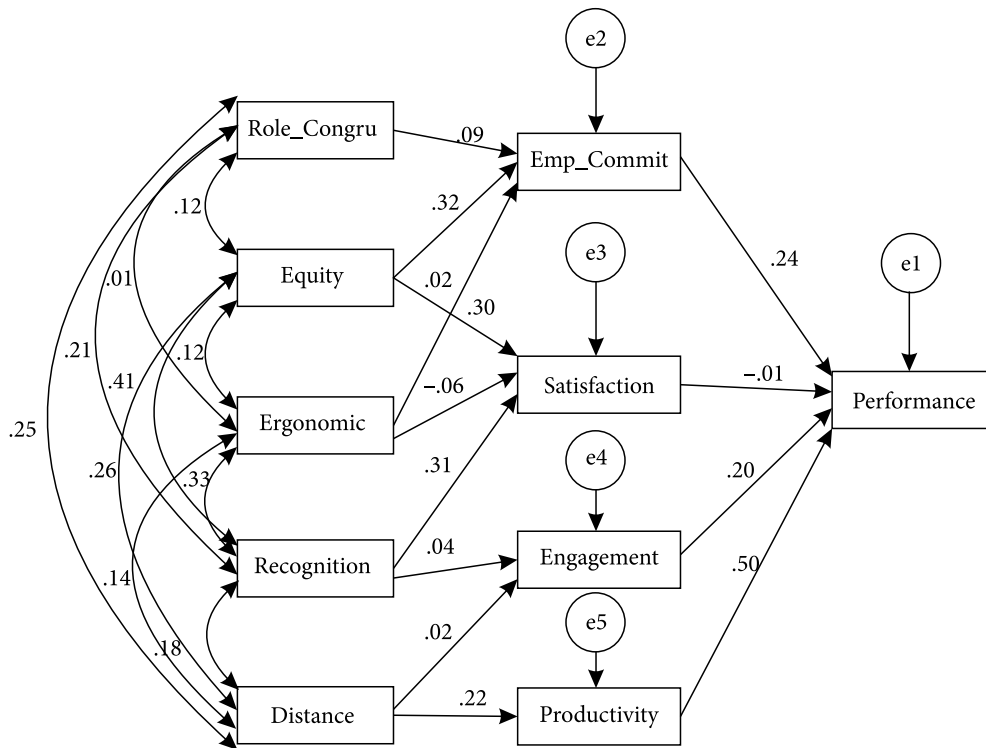 e2
Role_Congru
.09
Emp_Commit
.12
.32
.24
e3
e1
Equity
.02
.01
.30
.21
.12
.41
-.06
Satisfaction
–.01
Performance
Ergonomic
.25
e4
.26
.33
.31
.20
Recognition
.04
Engagement
.50
.14
e5
.02
.18
.22
Distance
Productivity